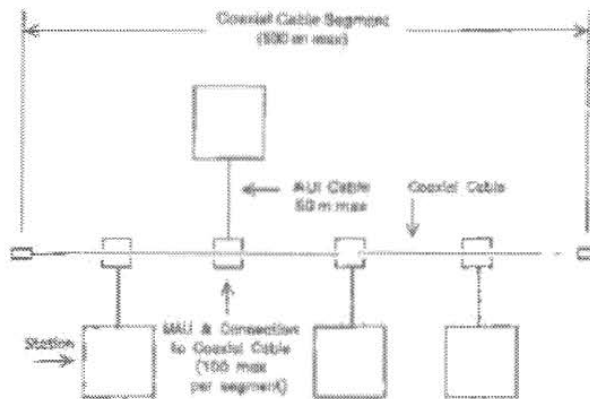 Coaxial Cable Segment
(500 m max)
AUI Cable
50 m max
Coaxial Cable
Station
MAU & Connection
to Coaxial Cable
(100 max
per segment)